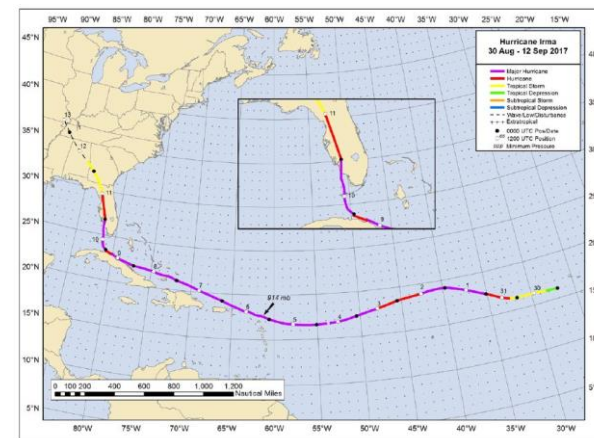 95°W 90°W 85°W 80°W 75°W 70°W 65°W 60°W 55°W 50°W 45°W 40°W 35°W 30°W 25°W 20°W 15°W
45°N
40°N
35°N
30°N
25°N
20°N
15°N
10°N
5°N
Hurricane Irma
30 Aug - 12 Sep 2017
Major Hurricane
Hurricane
Tropical Storm
Tropical Depression
Subtropical Storm
Subtropical Depression
Wave/Low/Disturbance
Extratropical
0000 UTC Pos/Date
1200 UTC Position
Minimum Pressure
13
12
11
11
10
10
9
9
8
7
6
914 mb
5
4
2
1
31
30
0 100 200 400 600 800 1,000 1,200
Nautical Miles
80°W 75°W 70°W 65°W 60°W 55°W 50°W 45°W 40°W 35°W 30°W 25°W